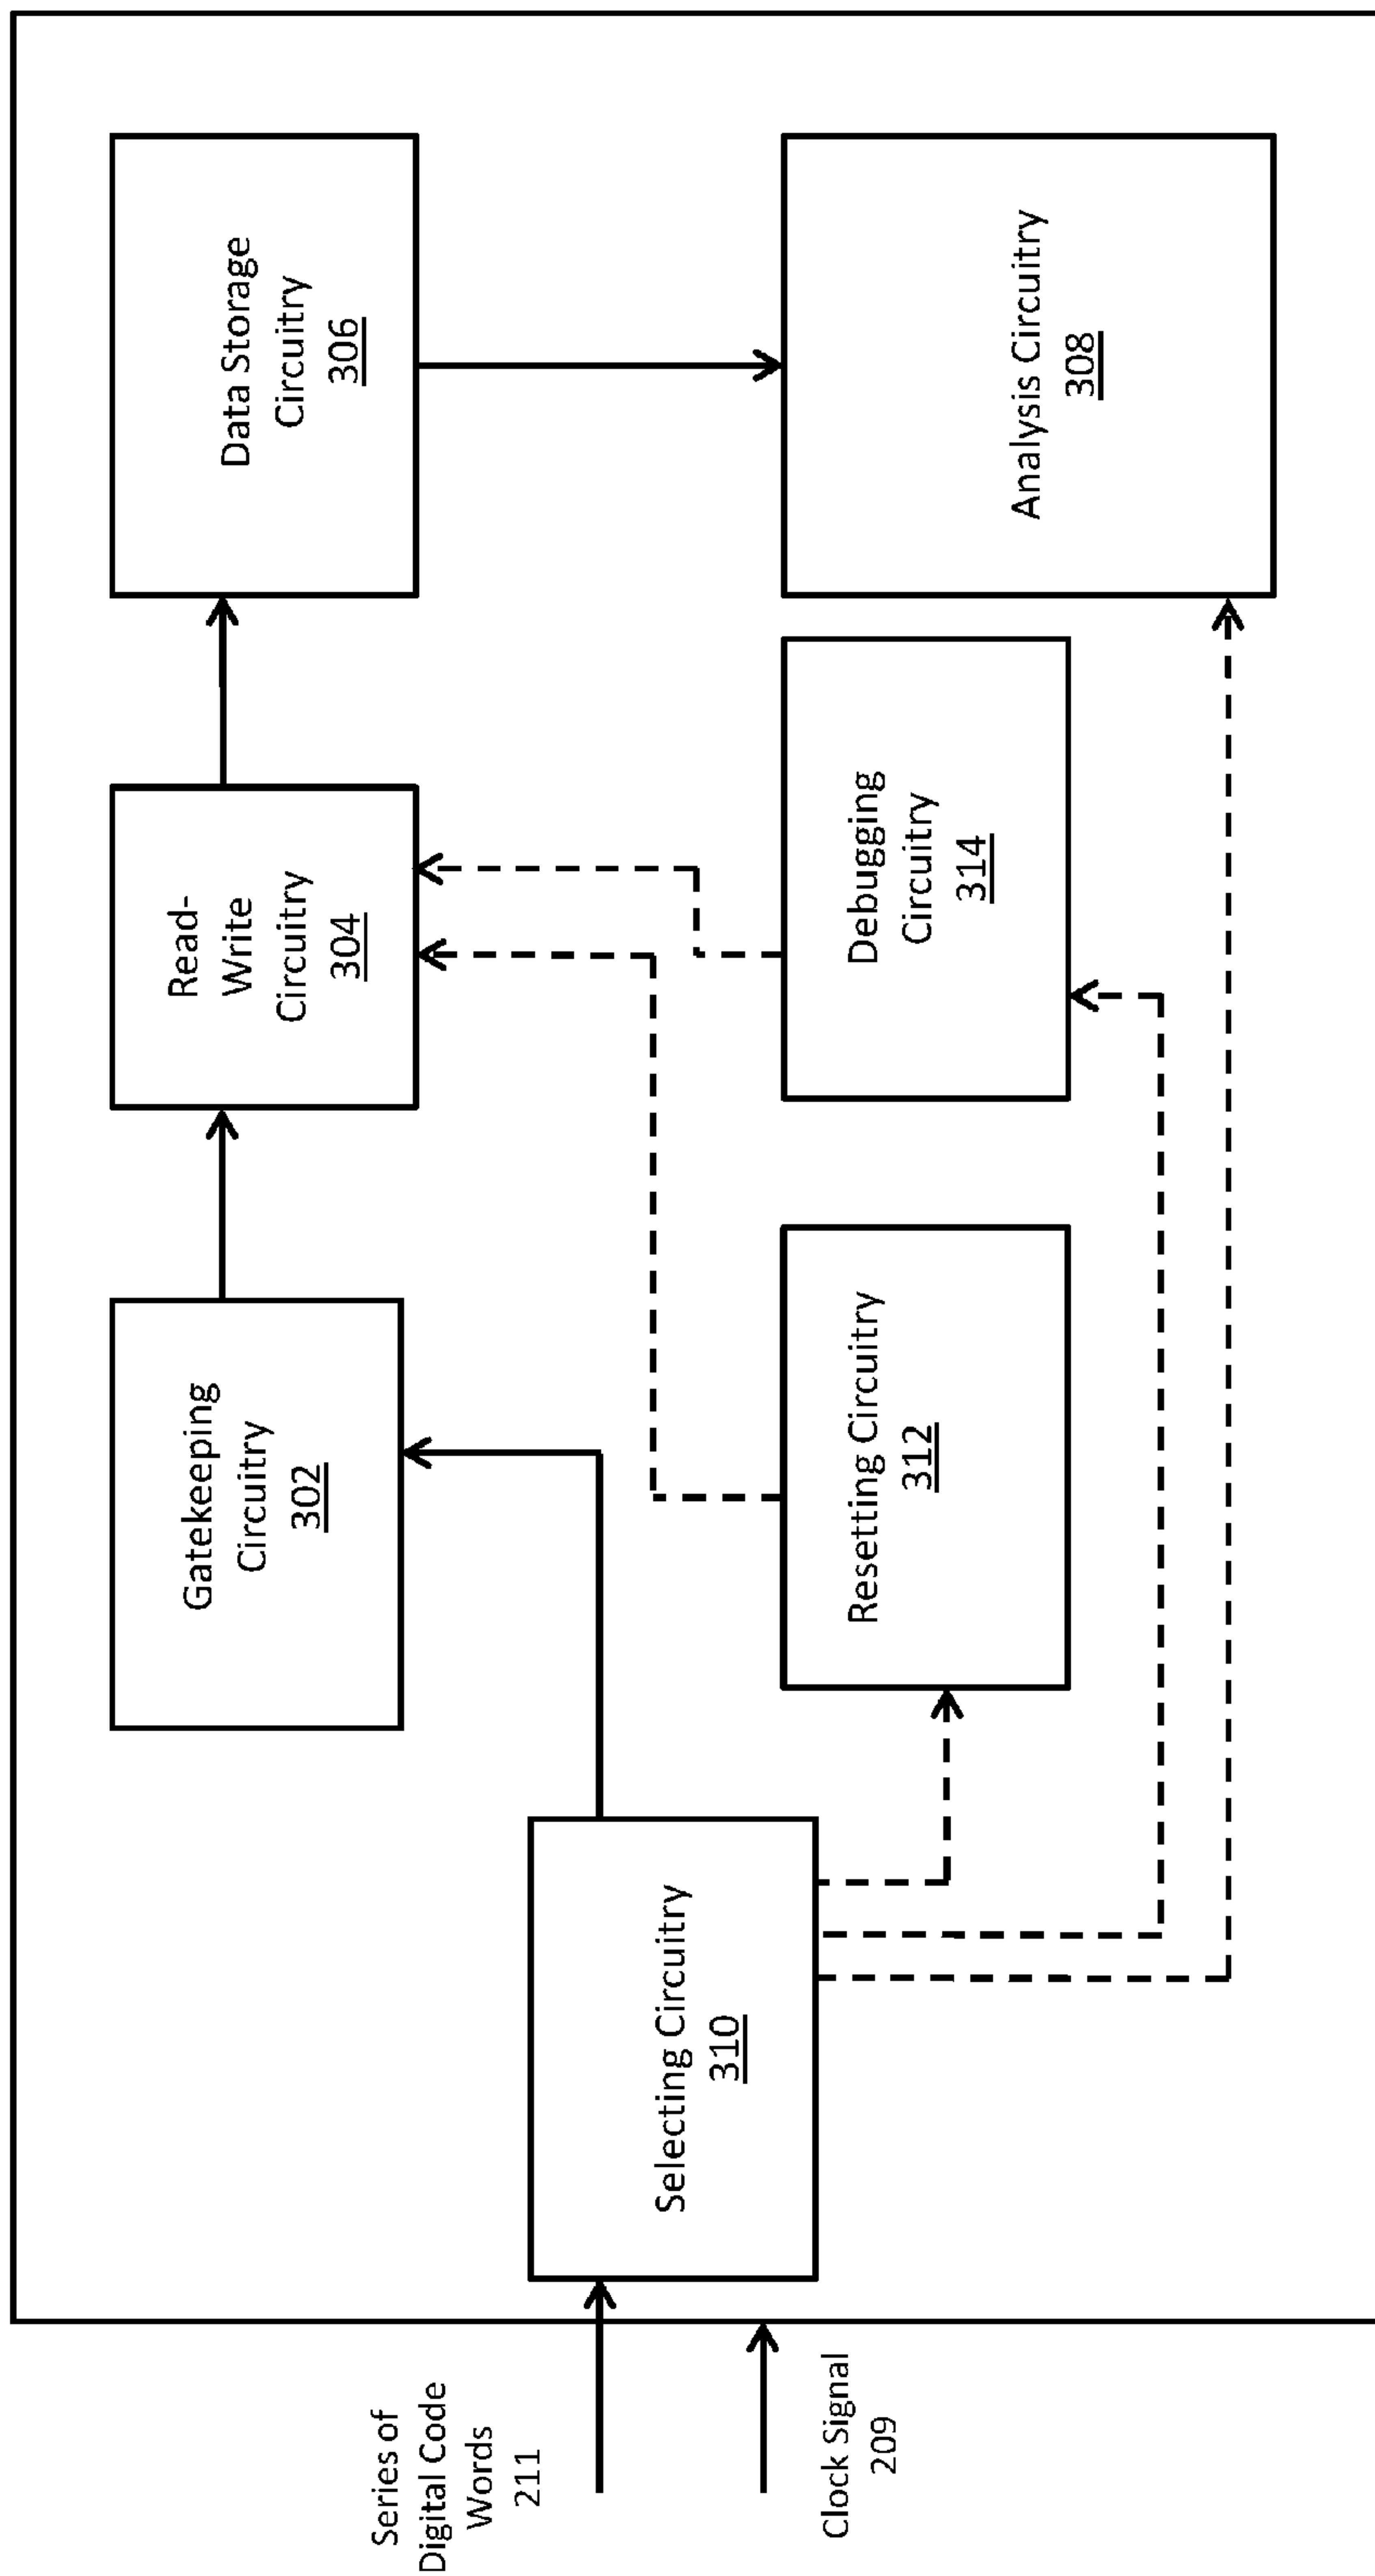 Series of
Digital Code
Words
211
Clock Signal
209
Selecting Circuitry
310
Gatekeeping
Circuitry
302
Resetting Circuitry
312
Read-
Write
Circuitry
304
Debugging
Circuitry
314
Data Storage
Circuitry
306
Analysis Circuitry
308